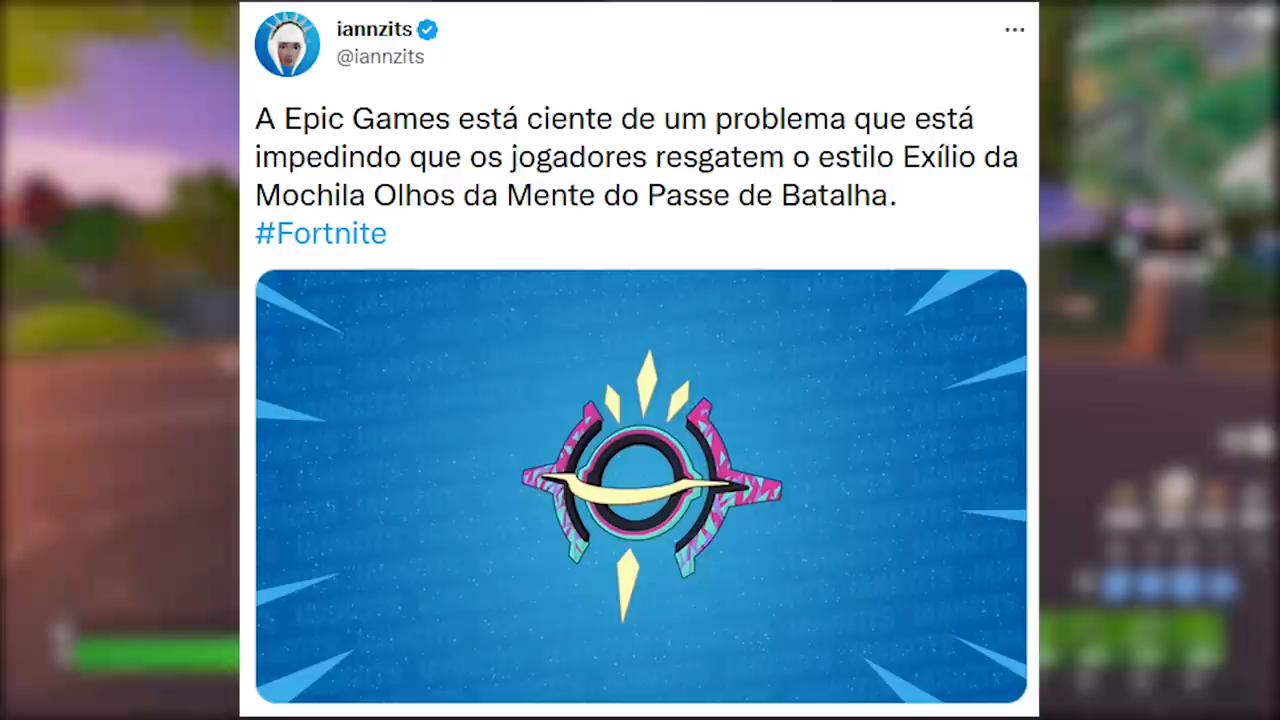 iannzits
@iannzits
A Epic Games está ciente de um problema que está
impedindo que os jogadores resgatem o estilo Exílio da
Mochila Olhos da Mente do Passe de Batalha.
#Fortnite